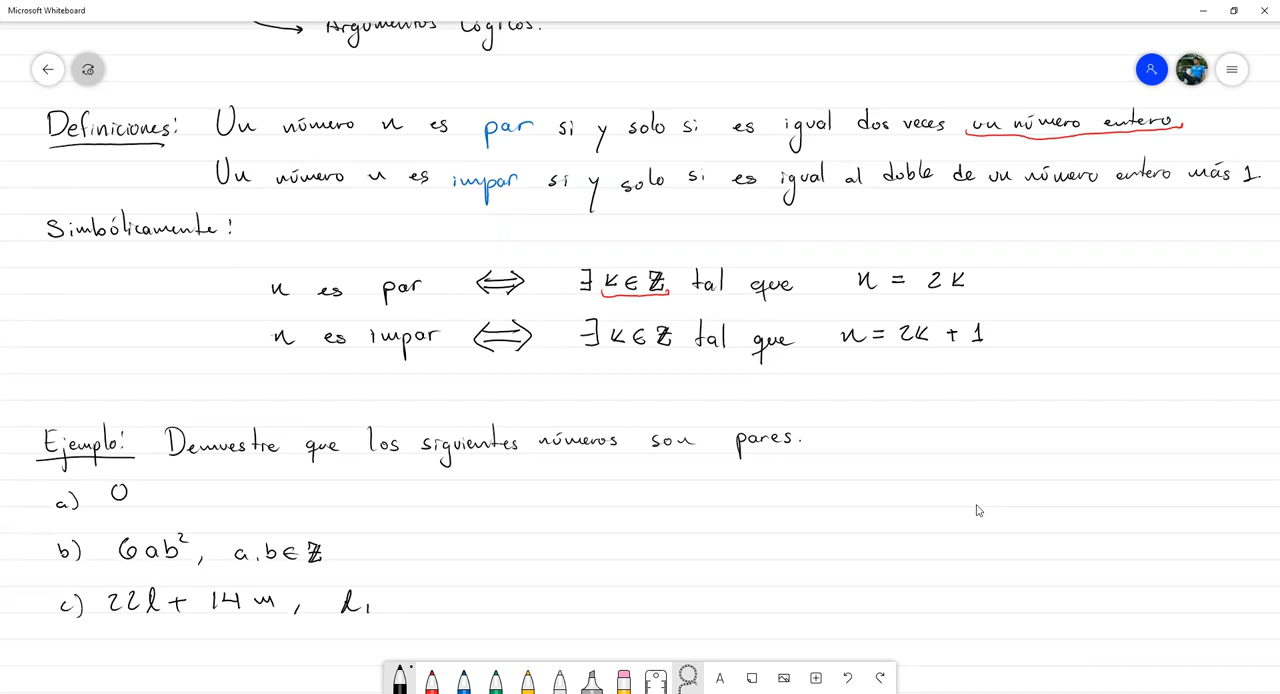 Microsoft Whiteboard
→ Argumentos Lógicos.
Definiciones: Un número n es par si y solo si es igual dos veces un número entero.
Un número n es impar si y solo si es igual al doble de un número entero más 1.
Simbólicamente:
n es par ⟺ ∃ k ∈ ℤ tal que n = 2k
n es impar ⟺ ∃ k ∈ ℤ tal que n = 2k + 1
Ejemplo: Demuestre que los siguientes números son pares.
a) 0
b) 6ab², a.b ∈ ℤ
c) 22l + 14m, l,